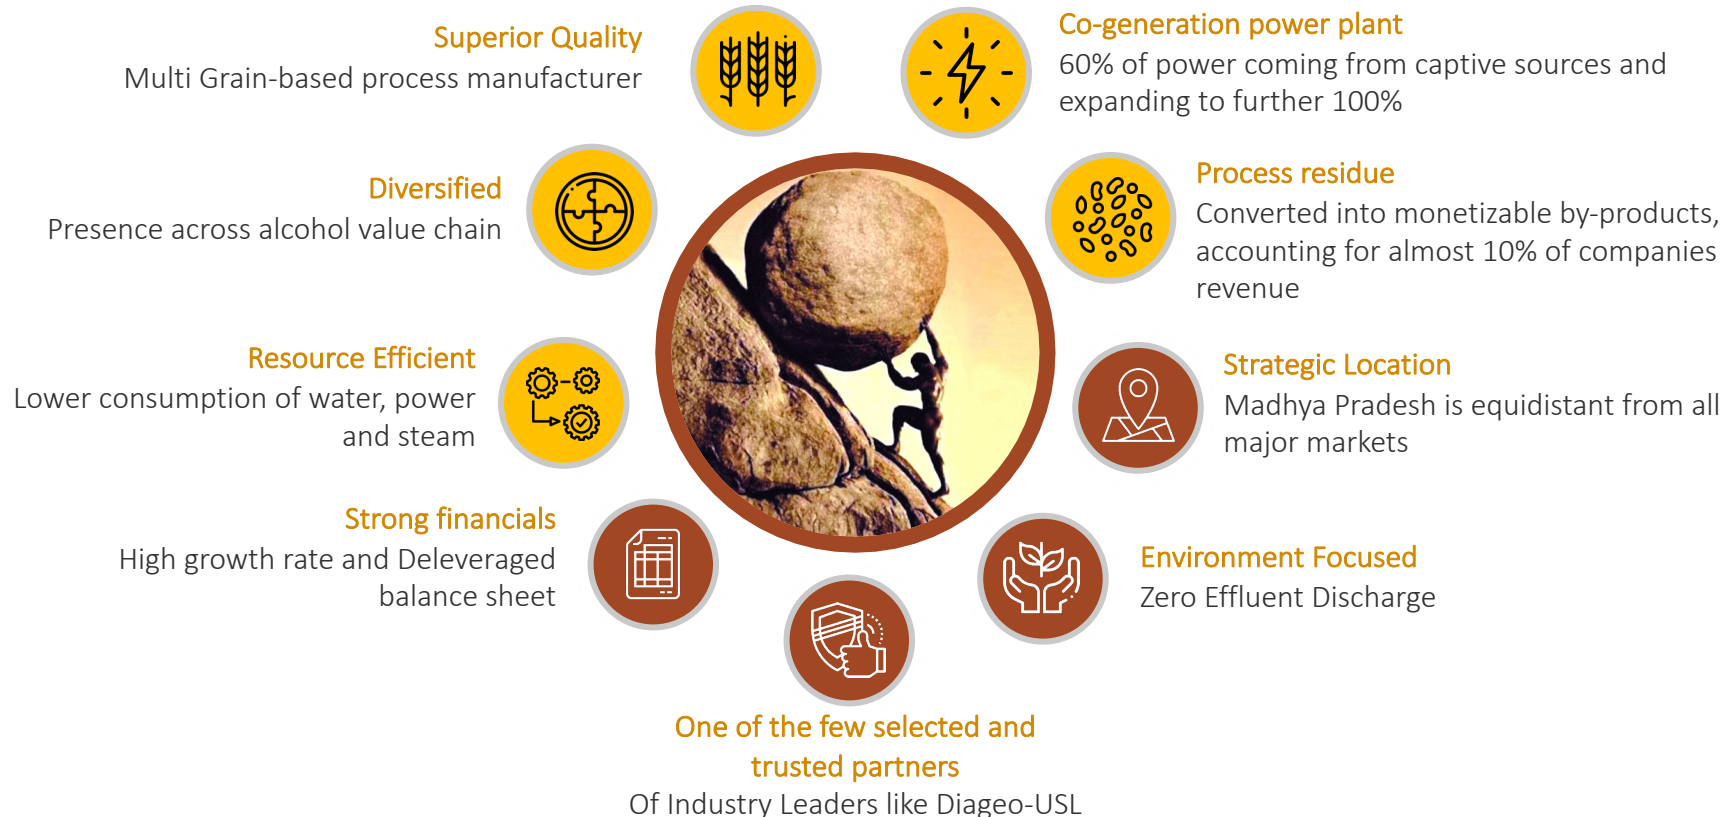 Superior Quality
Multi Grain-based process manufacturer
Co-generation power plant
60% of power coming from captive sources and
expanding to further 100%
Diversified
Presence across alcohol value chain
Process residue
Converted into monetizable by-products,
accounting for almost 10% of companies
revenue
Resource Efficient
Lower consumption of water, power
and steam
Strategic Location
Madhya Pradesh is equidistant from all
major markets
Strong financials
High growth rate and Deleveraged
balance sheet
Environment Focused
Zero Effluent Discharge
One of the few selected and
trusted partners
Of Industry Leaders like Diageo-USL